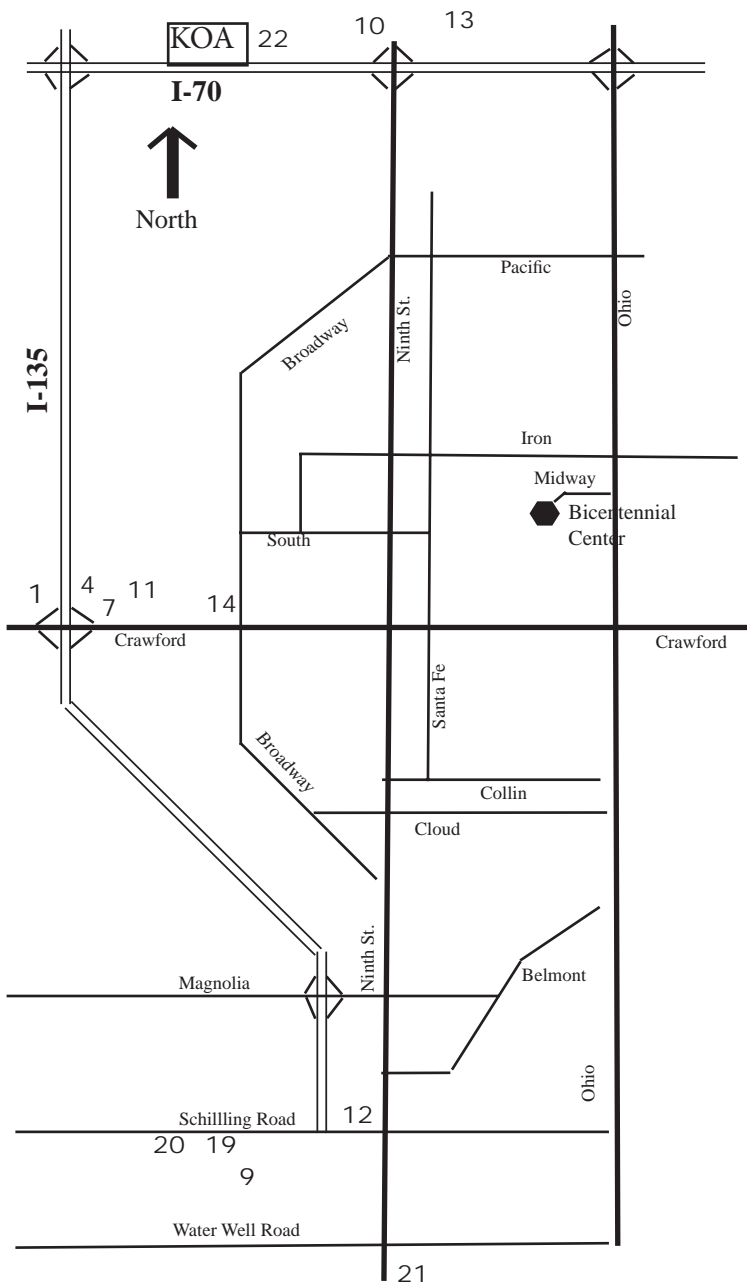 13
10
KOA 22
I-70
North
Pacific
Ninth St.
Ohio
Broadway
I-135
Iron
Midway
Bicentennial
Center
South
1 4 7 11 14
Crawford
Crawford
Santa Fe
Broadway
Collin
Cloud
Ninth St.
Magnolia
Belmont
Ohio
Schillling Road
12
20 19
9
Water Well Road
21